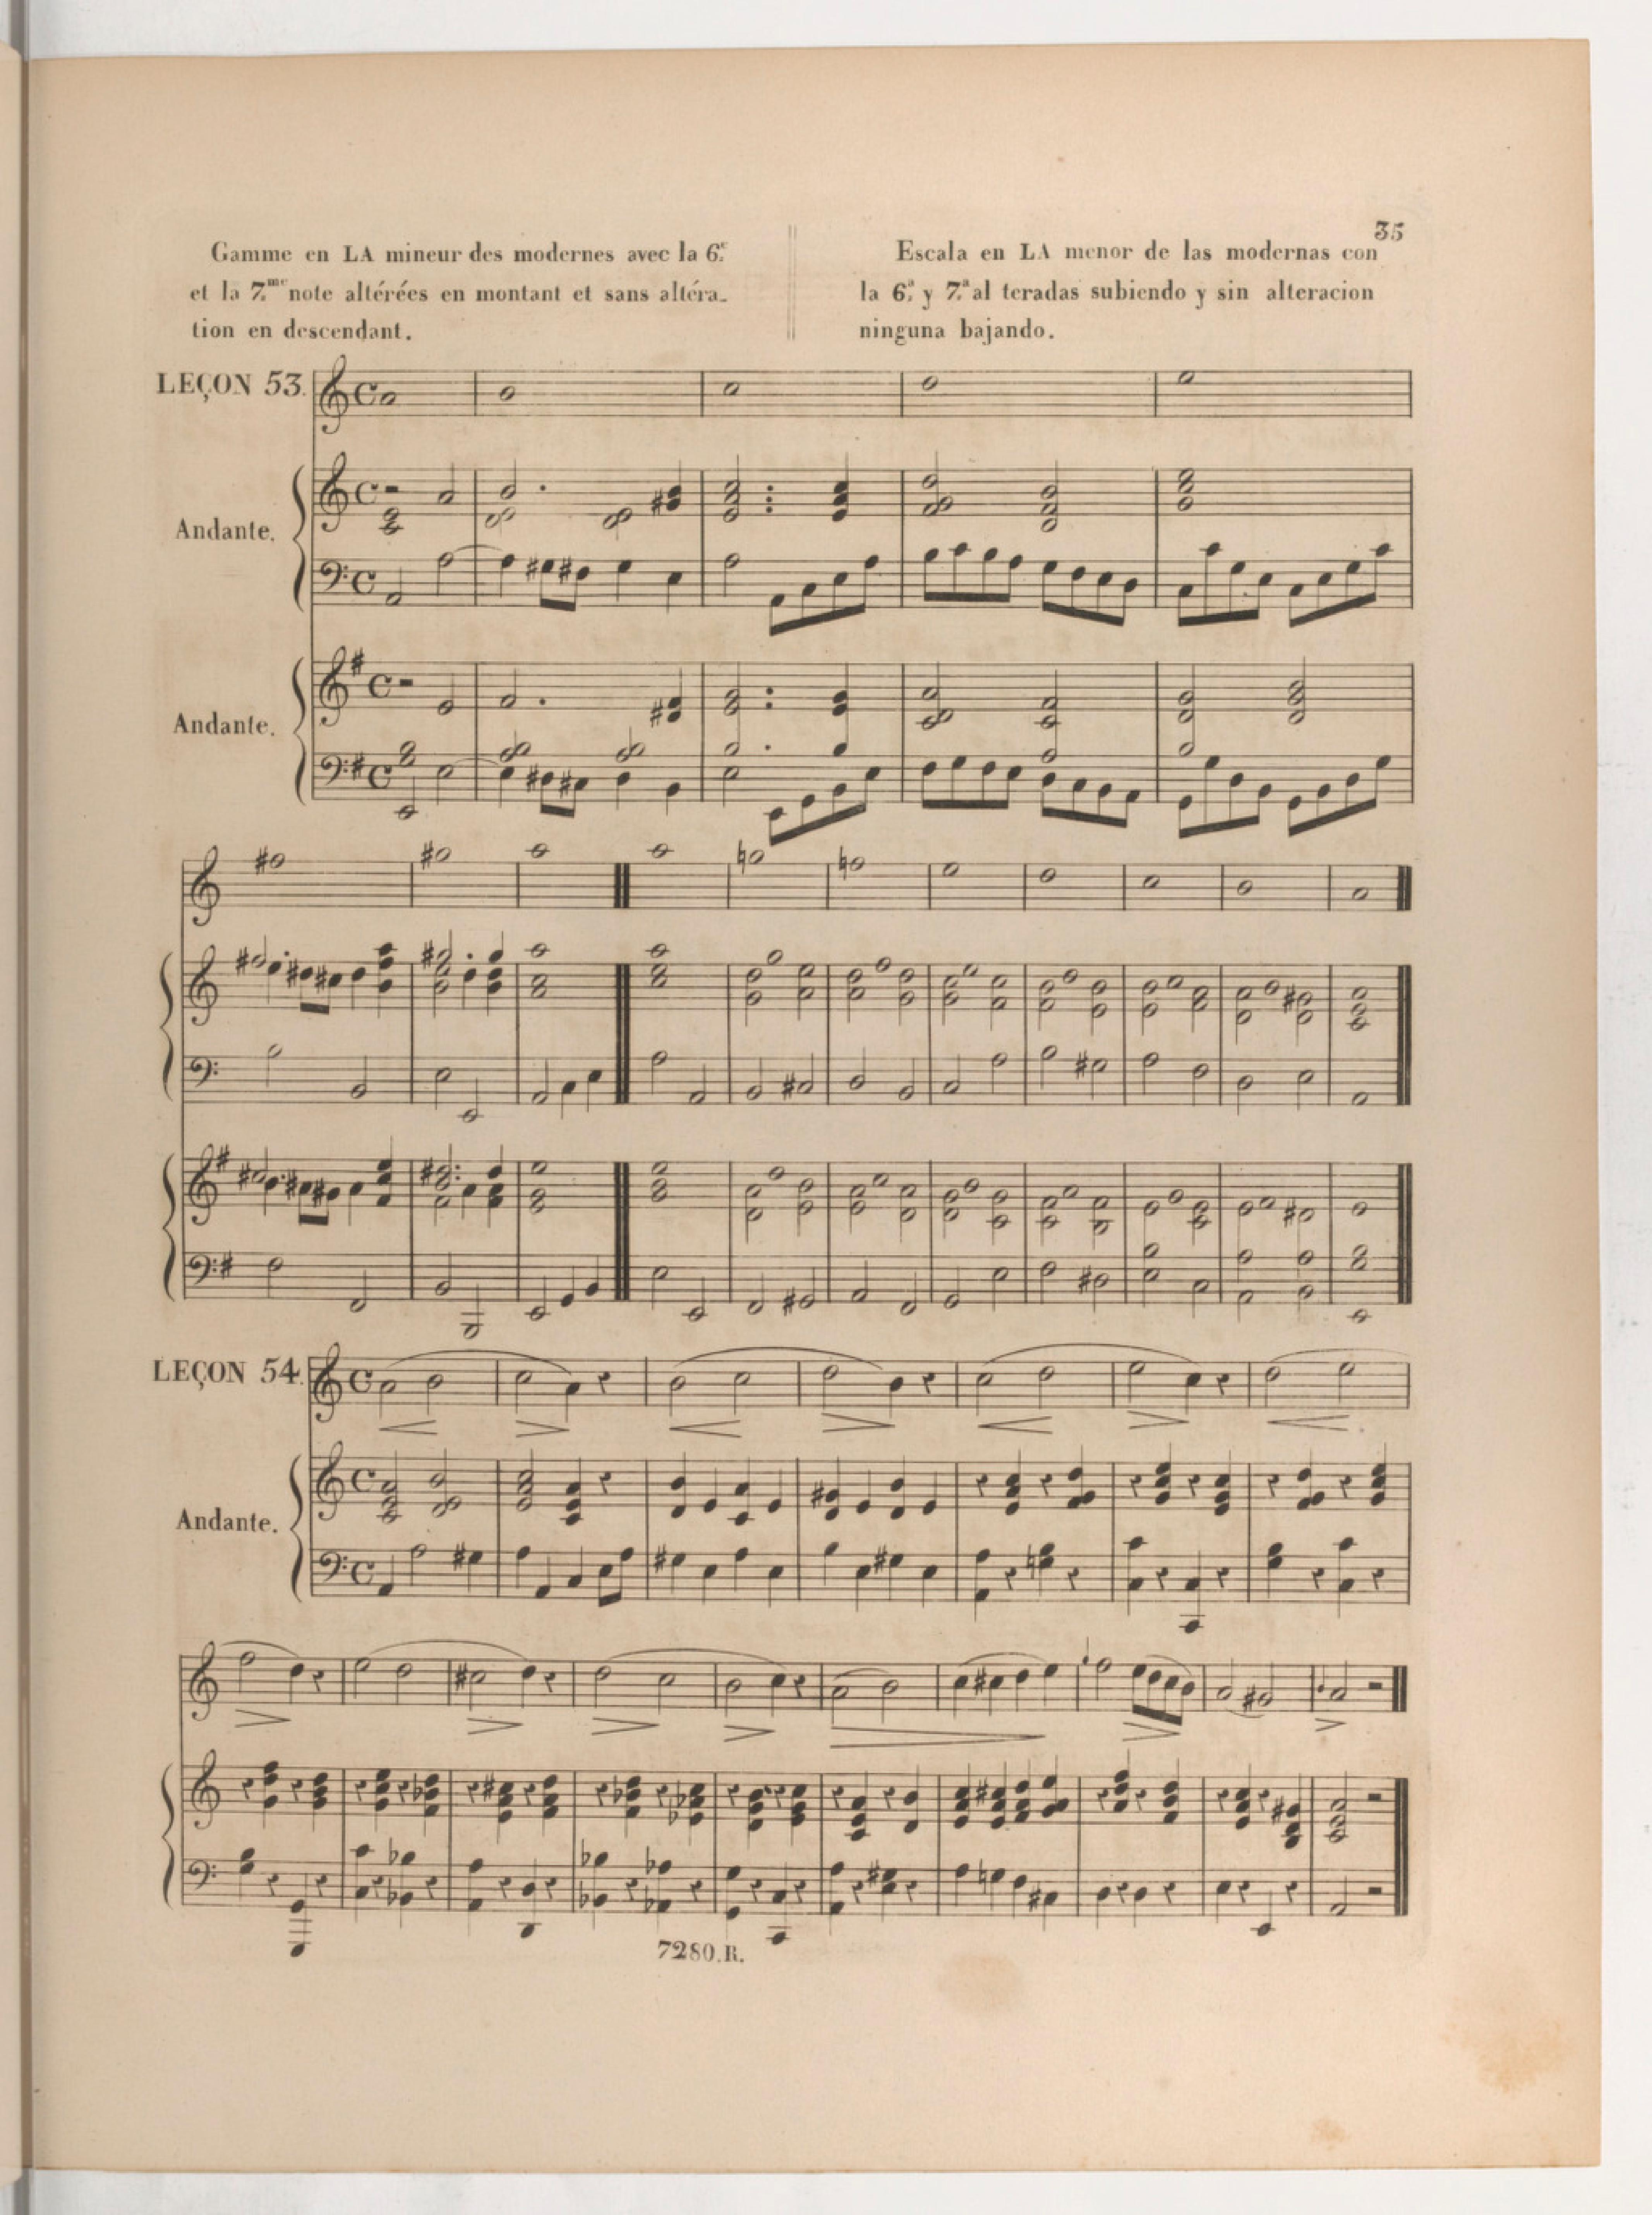 35
Gamme en LA mineur des modernes avec la 6.e
et la 7.me note altérées en montant et sans altéra-
tion en descendant.
Escala en LA menor de las modernas con
la 6.a y 7.a al teradas subiendo y sin alteracion
ninguna bajando.
LEÇON 53.
Andante.
Andante.
LEÇON 54.
Andante.
7280.R.